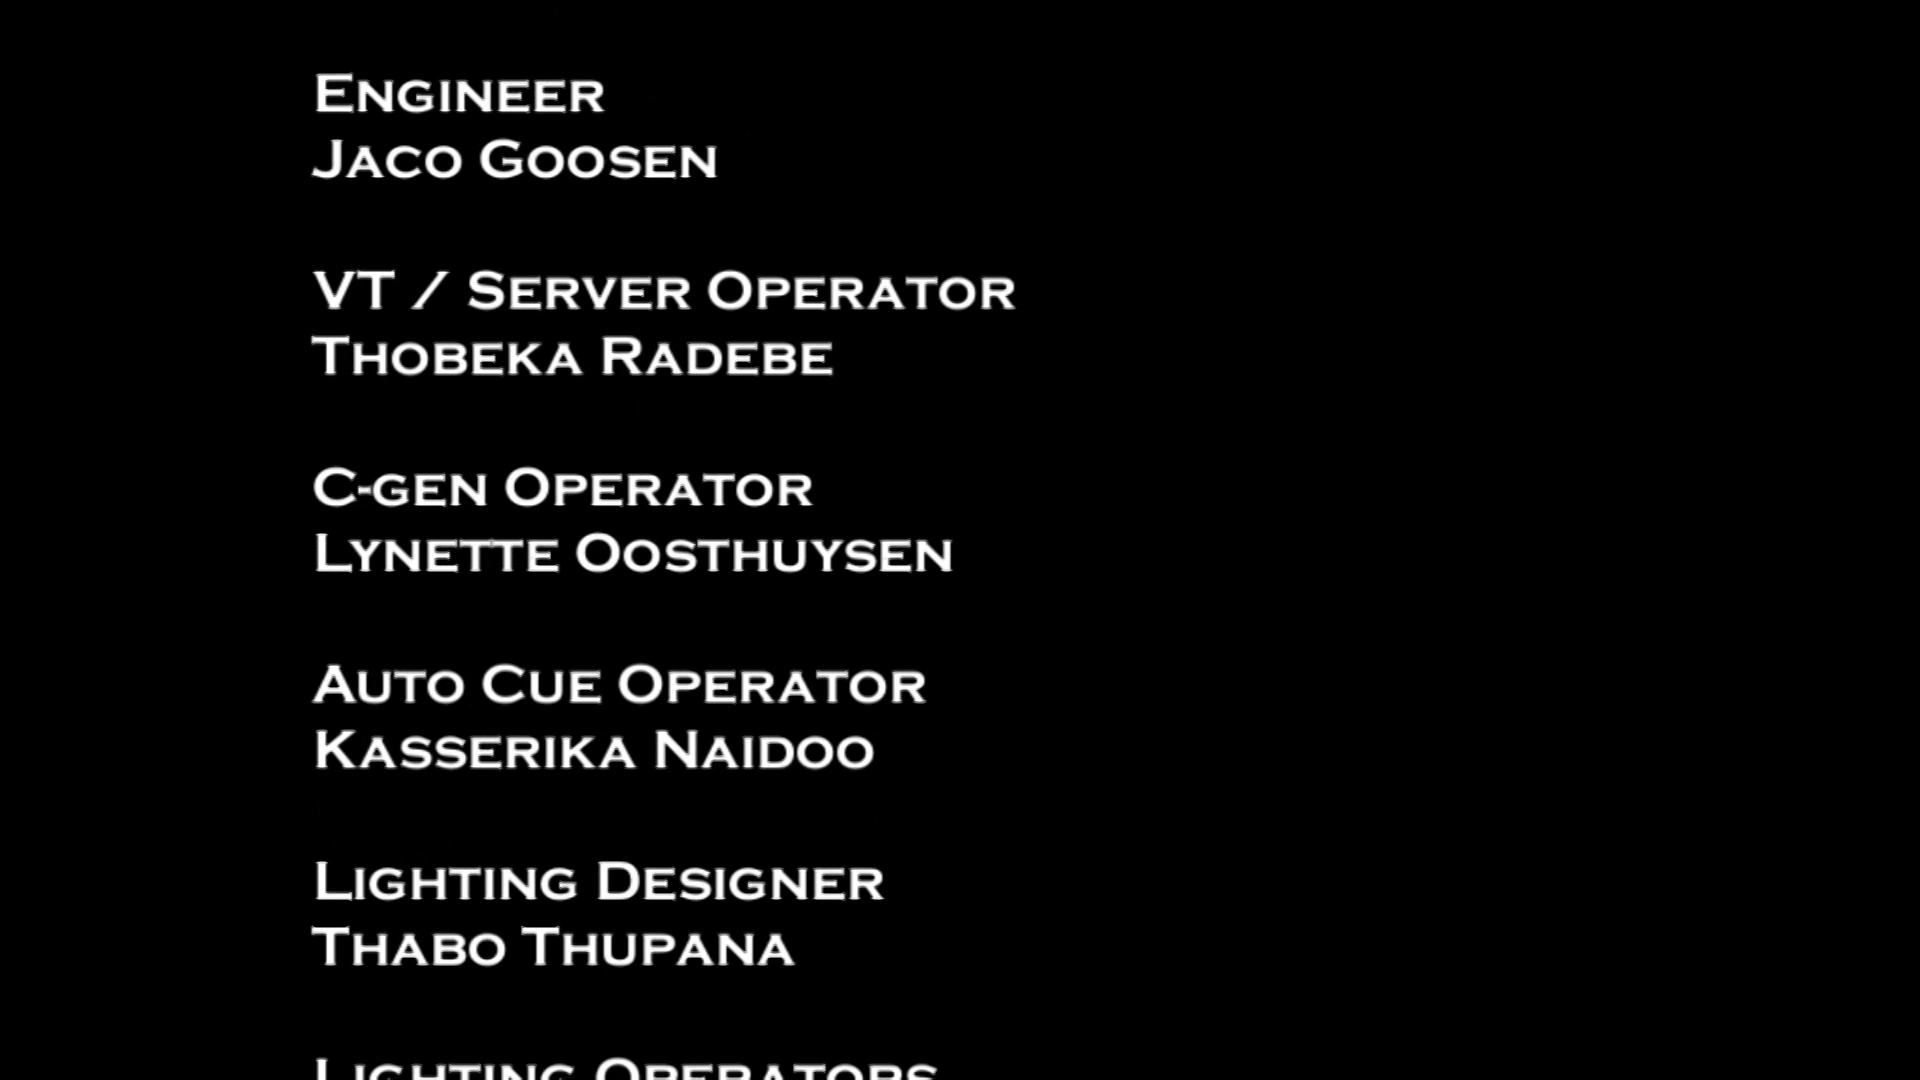 Engineer
Jaco Goosen
VT / Server Operator
Thobeka Radebe
C-gen Operator
Lynette Oosthuysen
Auto Cue Operator
Kasserika Naidoo
Lighting Designer
Thabo Thupana
Lighting Operators